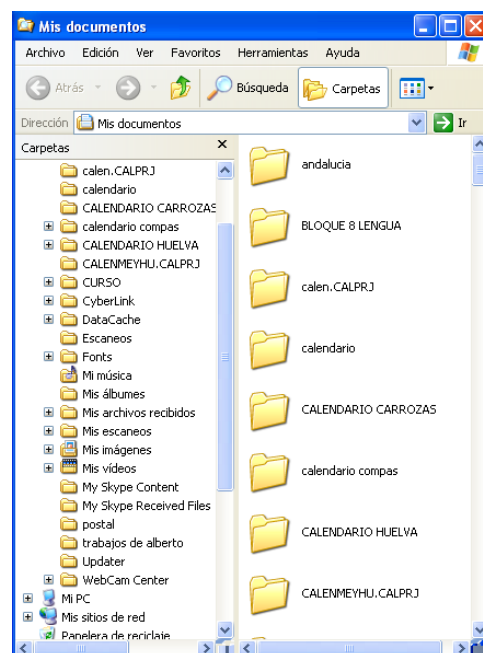 Mis documentos
Archivo Edición Ver Favoritos Herramientas Ayuda
Atrás Búsqueda Carpetas
Dirección Mis documentos Ir
Carpetas x
calen.CALPRJ
calendario
CALENDARIO CARROZAS
calendario compas
CALENDARIO HUELVA
CALENMEYHU.CALPRJ
CURSO
CyberLink
DataCache
Escaneos
Fonts
Mi música
Mis álbumes
Mis archivos recibidos
Mis escaneos
Mis imágenes
Mis vídeos
My Skype Content
My Skype Received Files
postal
trabajos de alberto
Updater
WebCam Center
Mi PC
Mis sitios de red
Papelera de reciclaje
andalucia
BLOQUE 8 LENGUA
calen.CALPRJ
calendario
CALENDARIO CARROZAS
calendario compas
CALENDARIO HUELVA
CALENMEYHU.CALPRJ